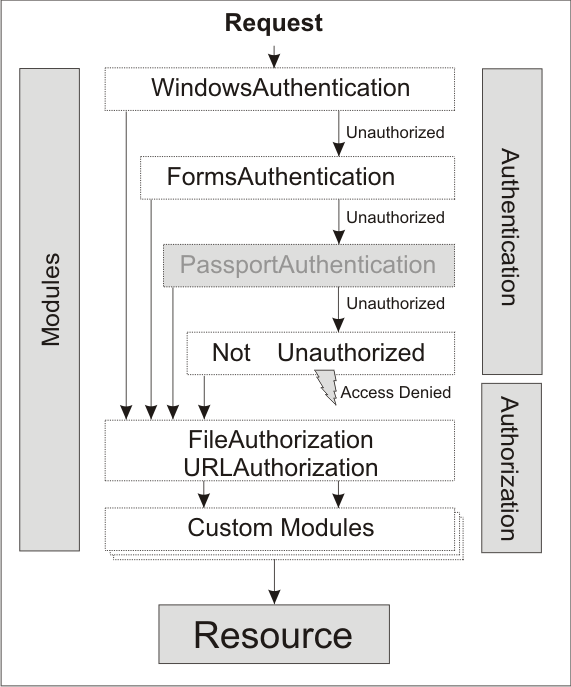 Request
WindowsAuthentication
Unauthorized
FormsAuthentication
Unauthorized
PassportAuthentication
Unauthorized
Not Unauthorized
Access Denied
FileAuthorization
URLAuthorization
Custom Modules
Resource
Modules
Authentication
Authorization